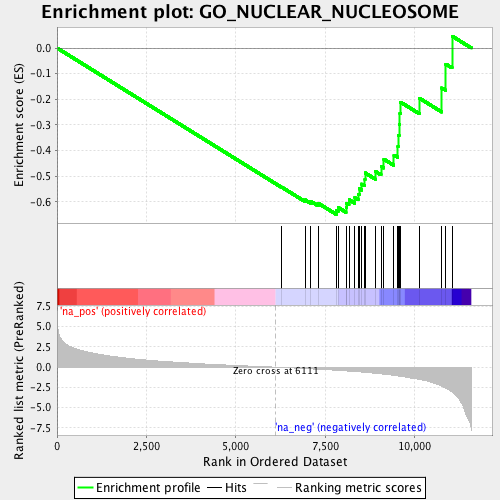 Enrichment plot: GO_NUCLEAR_NUCLEOSOME
Enrichment score (ES)
0.0
-0.1
-0.2
-0.3
-0.4
-0.5
-0.6
Ranked list metric (PreRanked)
7.5
5.0
2.5
0.0
-2.5
-5.0
-7.5
'na_pos' (positively correlated)
Zero cross at 6111
'na_neg' (negatively correlated)
0 2,500 5,000 7,500 10,000
Rank in Ordered Dataset
Enrichment profile Hits Ranking metric scores